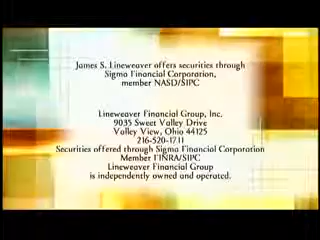 James S. Lineweaver offers securities through
Sigma Financial Corporation,
member NASD/SIPC
Lineweaver Financial Group, Inc.
9035 Sweet Valley Drive
Valley View, Ohio 44125
216-520-1711
Securities offered through Sigma Financial Corporation
Member FINRA/SIPC
Lineweaver Financial Group
is independently owned and operated.